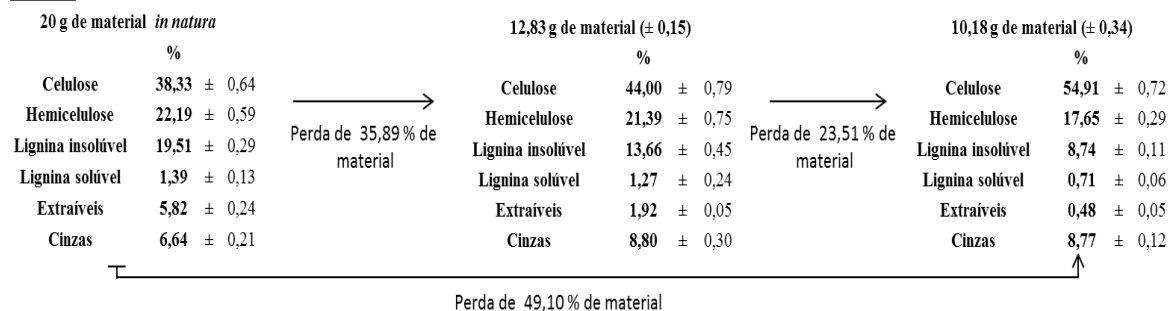 20 g de material in natura
%
Celulose 38,33 ± 0,64
Hemicelulose 22,19 ± 0,59
Lignina insolúvel 19,51 ± 0,29
Lignina solúvel 1,39 ± 0,13
Extraíveis 5,82 ± 0,24
Cinzas 6,64 ± 0,21
Perda de 35,89 % de
material
12,83 g de material (± 0,15)
%
Celulose 44,00 ± 0,79
Hemicelulose 21,39 ± 0,75
Lignina insolúvel 13,66 ± 0,45
Lignina solúvel 1,27 ± 0,24
Extraíveis 1,92 ± 0,05
Cinzas 8,80 ± 0,30
Perda de 23,51 % de
material
10,18 g de material (± 0,34)
%
Celulose 54,91 ± 0,72
Hemicelulose 17,65 ± 0,29
Lignina insolúvel 8,74 ± 0,11
Lignina solúvel 0,71 ± 0,06
Extraíveis 0,48 ± 0,05
Cinzas 8,77 ± 0,12
Perda de 49,10 % de material